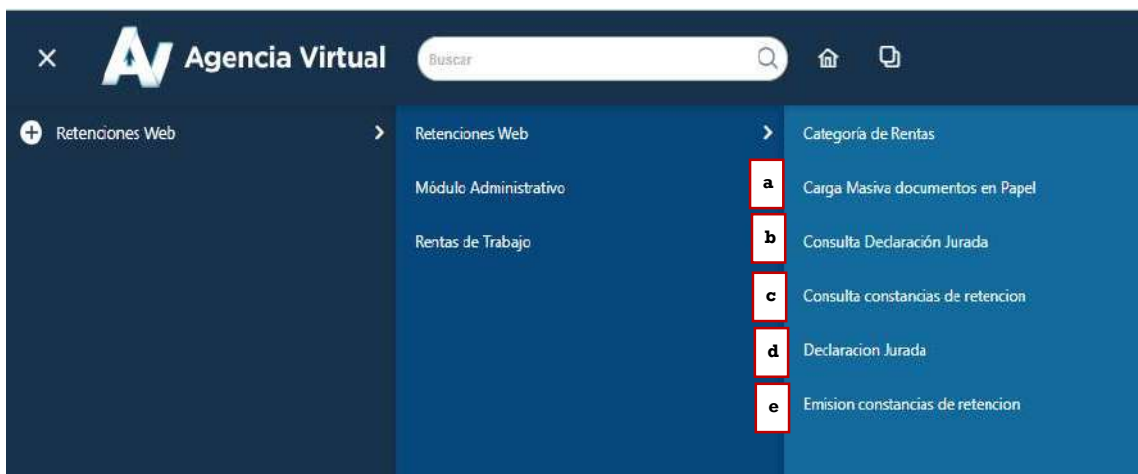 Agencia Virtual
Buscar
Retenciones Web
Retenciones Web
Módulo Administrativo
Rentas de Trabajo
Categoría de Rentas
a Carga Masiva documentos en Papel
b Consulta Declaración Jurada
c Consulta constancias de retencion
d Declaracion Jurada
e Emision constancias de retencion